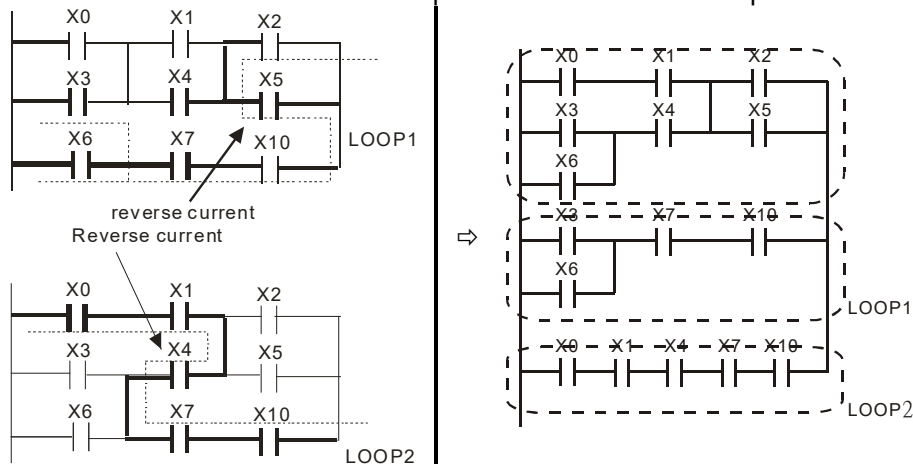 X0 X1 X2
X3 X4 X5
X6 X7 X10
LOOP1
reverse current
Reverse current
X0 X1 X2
X3 X4 X5
X6 X7 X10
LOOP2
⇨
X0 X1 X2
X3 X4 X5
X6
X3 X7 X10
X6
LOOP1
X0 X1 X4 X7 X10
LOOP2